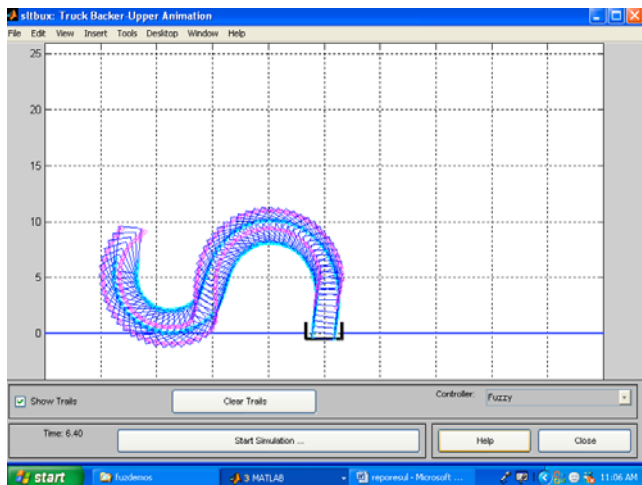 sltbux: Truck Backer-Upper Animation
File Edit View Insert Tools Desktop Window Help
25
20
15
10
5
0
Show Trails
Clear Trails
Controller: Fuzzy
Time: 6.40
Start Simulation ...
Help
Close
start
fuzdemos
3 MATLAB
reporesul - Microsoft ...
11:06 AM